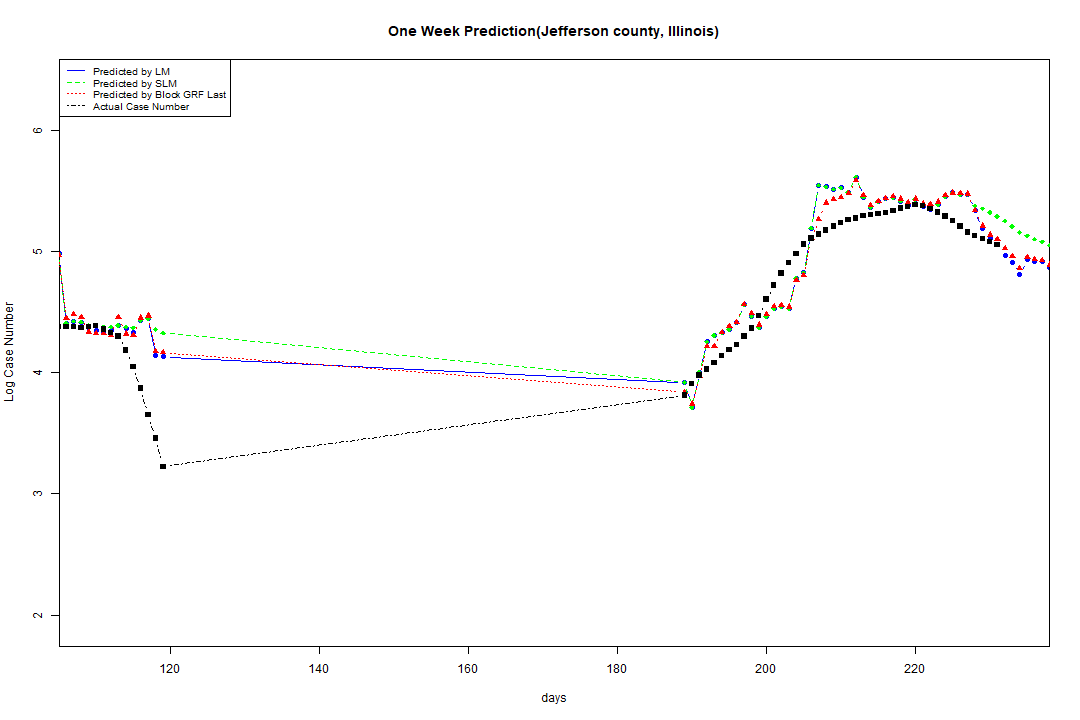 One Week Prediction(Jefferson county, Illinois)
Predicted by LM
Predicted by SLM
Predicted by Block GRF Last
Actual Case Number
6
5
4
3
2
Log Case Number
120 140 160 180 200 220
days